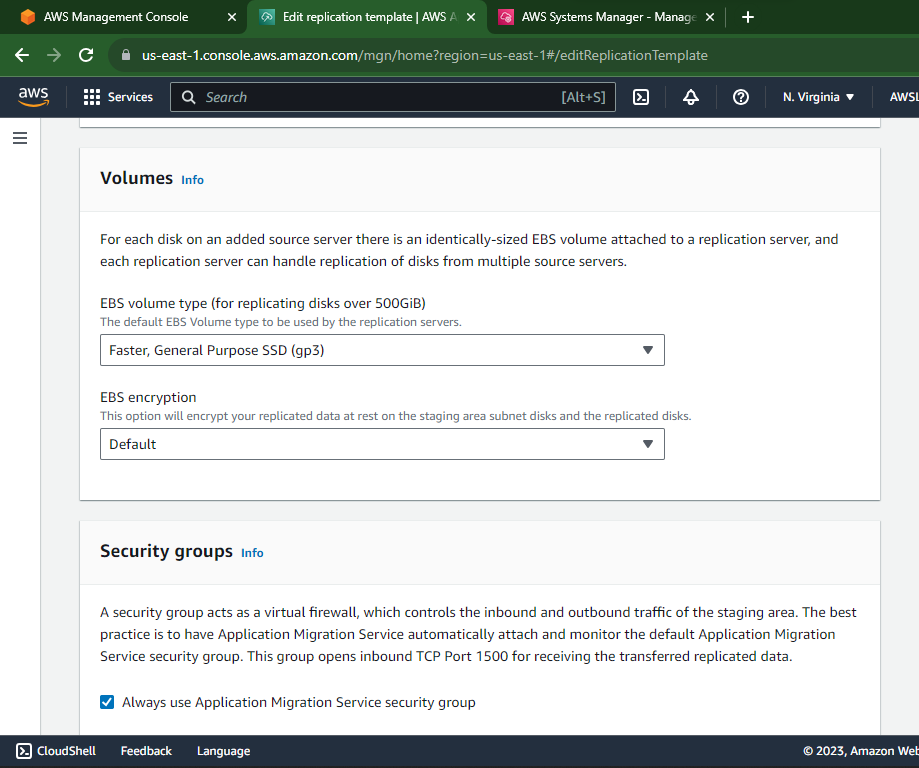 AWS Management Console
Edit replication template | AWS A
AWS Systems Manager - Manage
us-east-1.console.aws.amazon.com/mgn/home?region=us-east-1#/editReplicationTemplate
aws
Services
Search
[Alt+S]
N. Virginia
AWSL
Volumes Info
For each disk on an added source server there is an identically-sized EBS volume attached to a replication server, and
each replication server can handle replication of disks from multiple source servers.
EBS volume type (for replicating disks over 500GiB)
The default EBS Volume type to be used by the replication servers.
Faster, General Purpose SSD (gp3)
EBS encryption
This option will encrypt your replicated data at rest on the staging area subnet disks and the replicated disks.
Default
Security groups Info
A security group acts as a virtual firewall, which controls the inbound and outbound traffic of the staging area. The best
practice is to have Application Migration Service automatically attach and monitor the default Application Migration
Service security group. This group opens inbound TCP Port 1500 for receiving the transferred replicated data.
Always use Application Migration Service security group
CloudShell
Feedback
Language
© 2023, Amazon Web